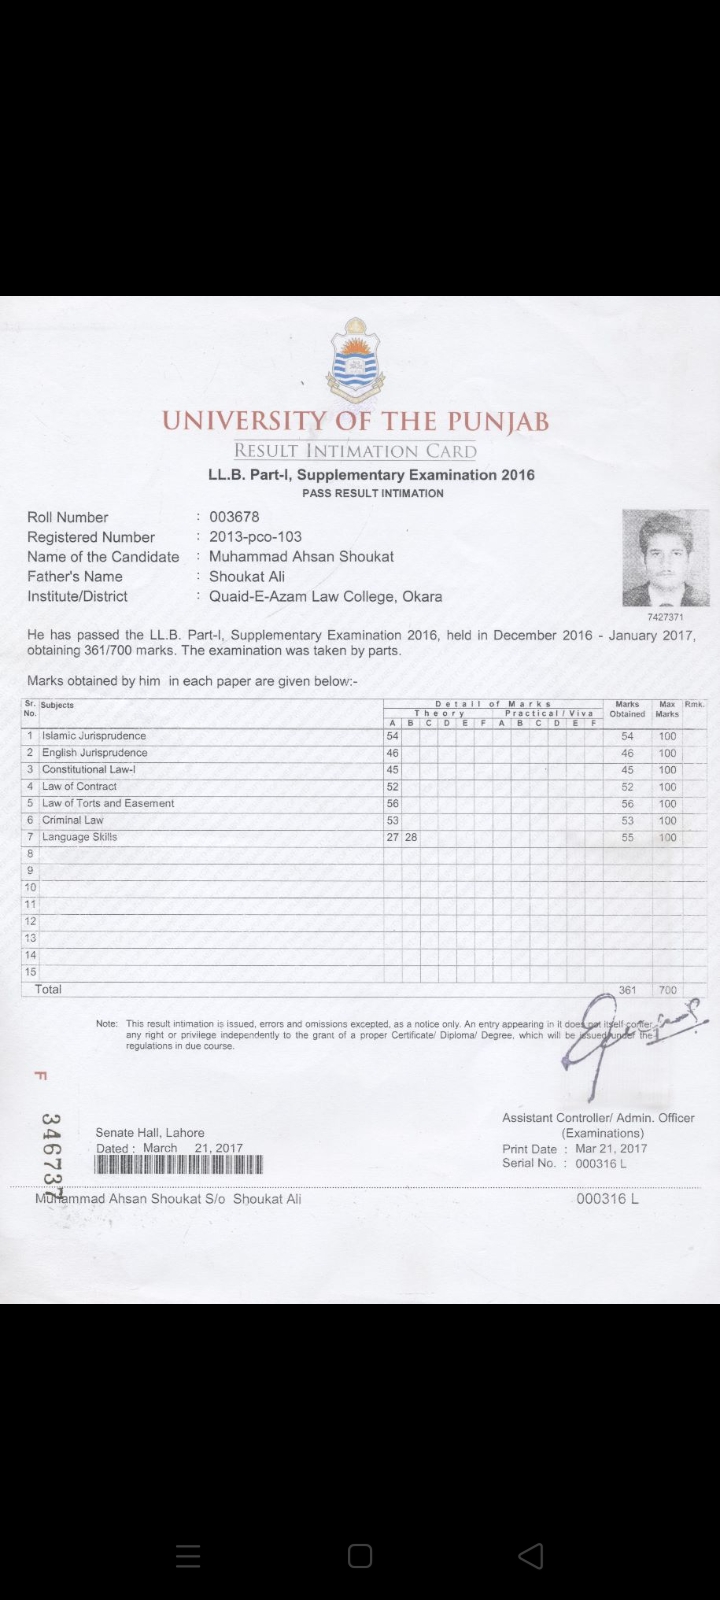 UNIVERSITY OF THE PUNJAB
RESULT INTIMATION CARD
LL.B. Part-I, Supplementary Examination 2016
PASS RESULT INTIMATION
Roll Number : 003678
Registered Number : 2013-pco-103
Name of the Candidate : Muhammad Ahsan Shoukat
Father's Name : Shoukat Ali
Institute/District : Quaid-E-Azam Law College, Okara
7427371
He has passed the LL.B. Part-I, Supplementary Examination 2016, held in December 2016 - January 2017,
obtaining 361/700 marks. The examination was taken by parts.
Marks obtained by him in each paper are given below:-
Sr. No. Subjects Detail of Marks Marks Obtained Max Marks Rmk.
Theory Practical/Viva
A B C D E F A B C D E F
1 Islamic Jurisprudence 54 54 100
2 English Jurisprudence 46 46 100
3 Constitutional Law-I 45 45 100
4 Law of Contract 52 52 100
5 Law of Torts and Easement 56 56 100
6 Criminal Law 53 53 100
7 Language Skills 27 28 55 100
8
9
10
11
12
13
14
15
Total 361 700
Note: This result intimation is issued, errors and omissions excepted, as a notice only. An entry appearing in it does not itself confer
any right or privilege independently to the grant of a proper Certificate/ Diploma/ Degree, which will be issued under the
regulations in due course.
F 346737
Assistant Controller/ Admin. Officer
(Examinations)
Senate Hall, Lahore
Dated : March 21, 2017
Print Date : Mar 21, 2017
Serial No. : 000316 L
Muhammad Ahsan Shoukat S/o Shoukat Ali 000316 L